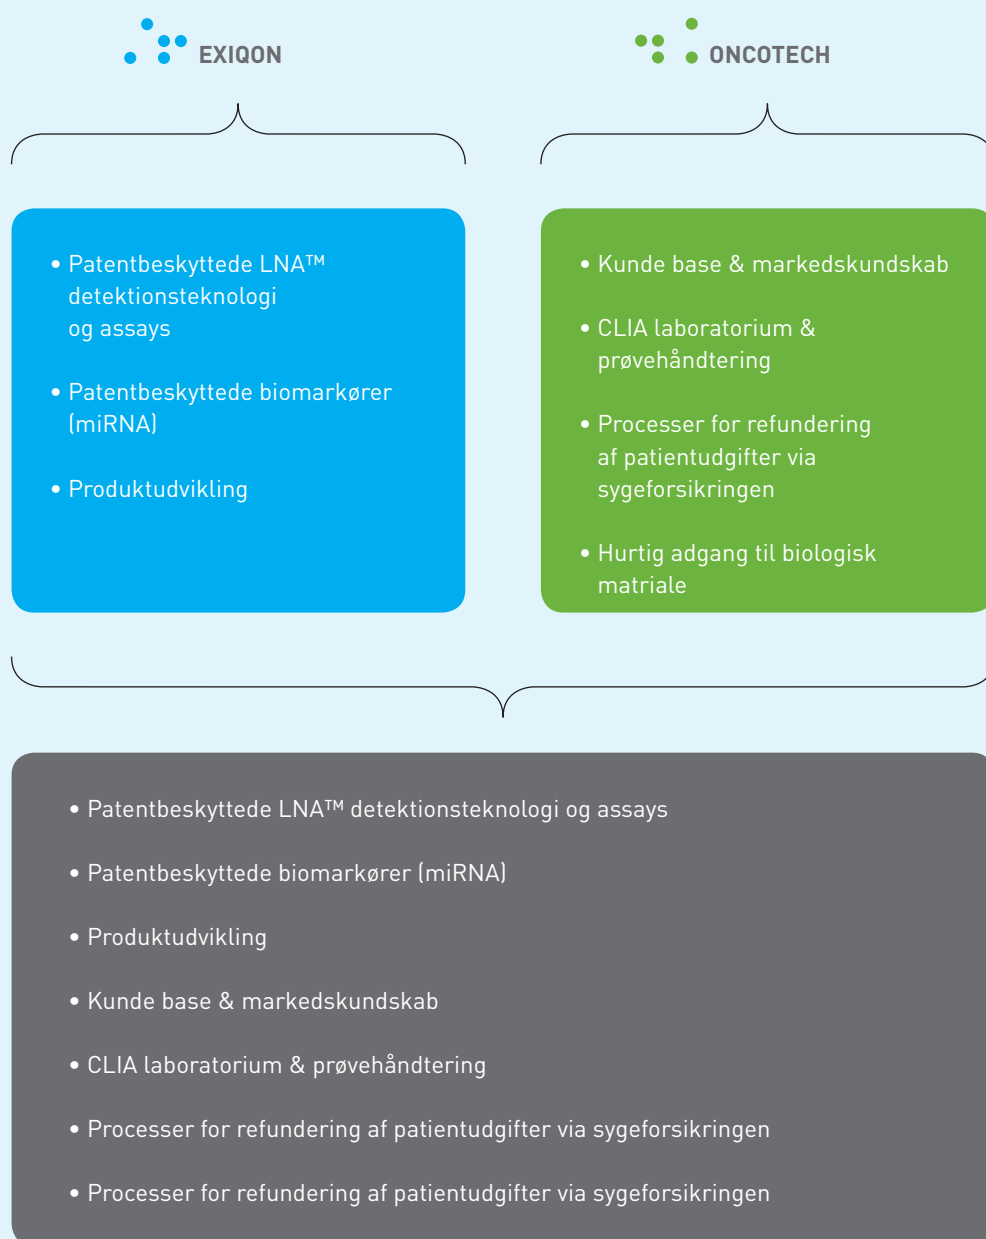 EXIQON
ONCOTECH
• Patentbeskyttede LNA™
detektionsteknologi
og assays
• Patentbeskyttede biomarkører
(miRNA)
• Produktudvikling
• Kunde base & markedskundskab
• CLIA laboratorium &
prøvehåndtering
• Processer for refundering
af patientudgifter via
sygeforsikringen
• Hurtig adgang til biologisk
matriale
• Patentbeskyttede LNA™ detektionsteknologi og assays
• Patentbeskyttede biomarkører (miRNA)
• Produktudvikling
• Kunde base & markedskundskab
• CLIA laboratorium & prøvehåndtering
• Processer for refundering af patientudgifter via sygeforsikringen
• Processer for refundering af patientudgifter via sygeforsikringen